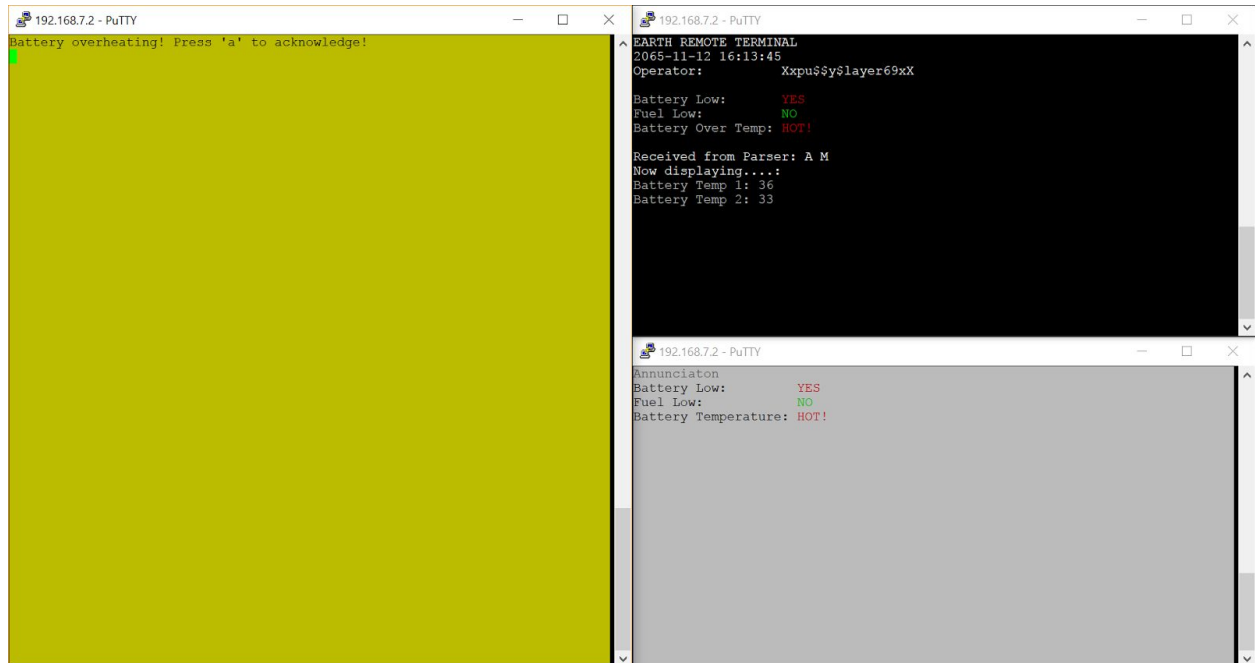 192.168.7.2 - PuTTY
Battery overheating! Press 'a' to acknowledge!
192.168.7.2 - PuTTY
EARTH REMOTE TERMINAL
2065-11-12 16:13:45
Operator: Xxpu$$y$layer69xX
Battery Low: YES
Fuel Low: NO
Battery Over Temp: HOT!
Received from Parser: A M
Now displaying....:
Battery Temp 1: 36
Battery Temp 2: 33
192.168.7.2 - PuTTY
Annunciaton
Battery Low: YES
Fuel Low: NO
Battery Temperature: HOT!